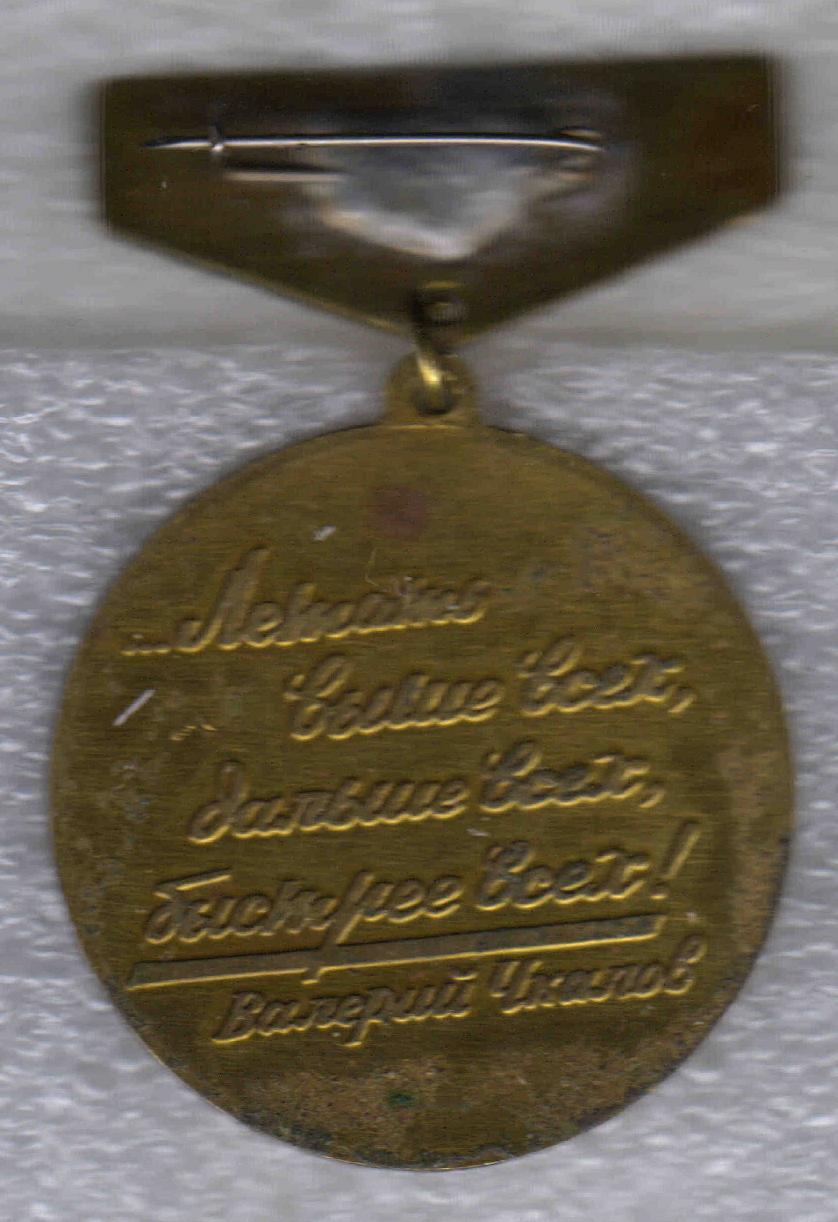 ...Летать
выше всех,
дальше всех,
быстрее всех!
Валерий Чкалов